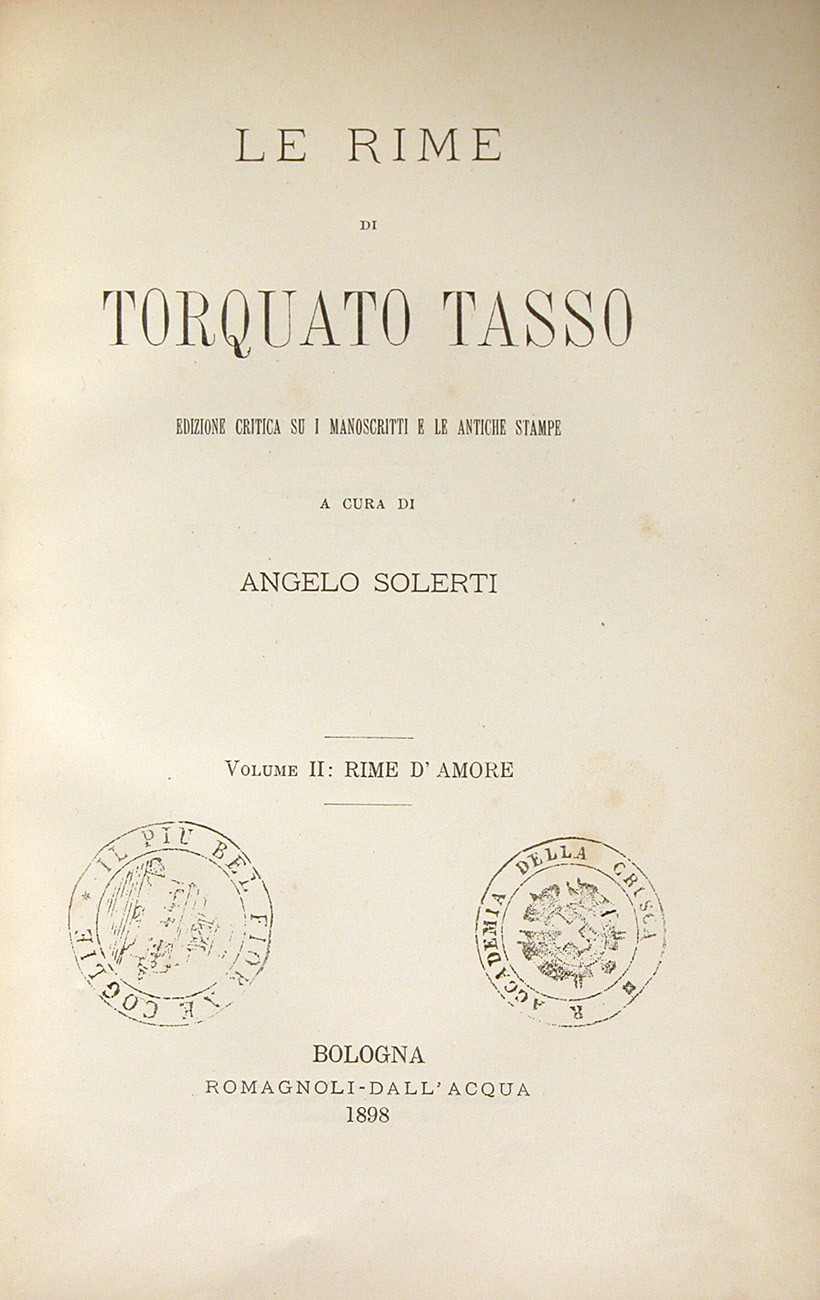 LE RIME
DI
TORQUATO TASSO
EDIZIONE CRITICA SU I MANOSCRITTI E LE ANTICHE STAMPE
A CURA DI
ANGELO SOLERTI
VOLUME II: RIME D' AMORE
IL PIÙ BEL FIOR NE COGLIE *
R. ACCADEMIA DELLA CRUSCA
BOLOGNA
ROMAGNOLI-DALL' ACQUA
1898